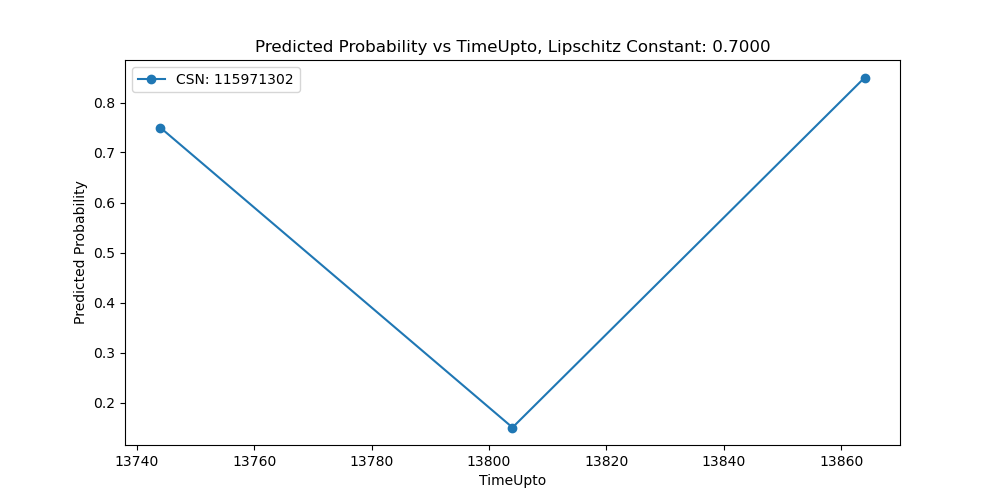 Predicted Probability vs TimeUpto, Lipschitz Constant: 0.7000
CSN: 115971302
Predicted Probability
0.8
0.7
0.6
0.5
0.4
0.3
0.2
13740 13760 13780 13800 13820 13840 13860
TimeUpto